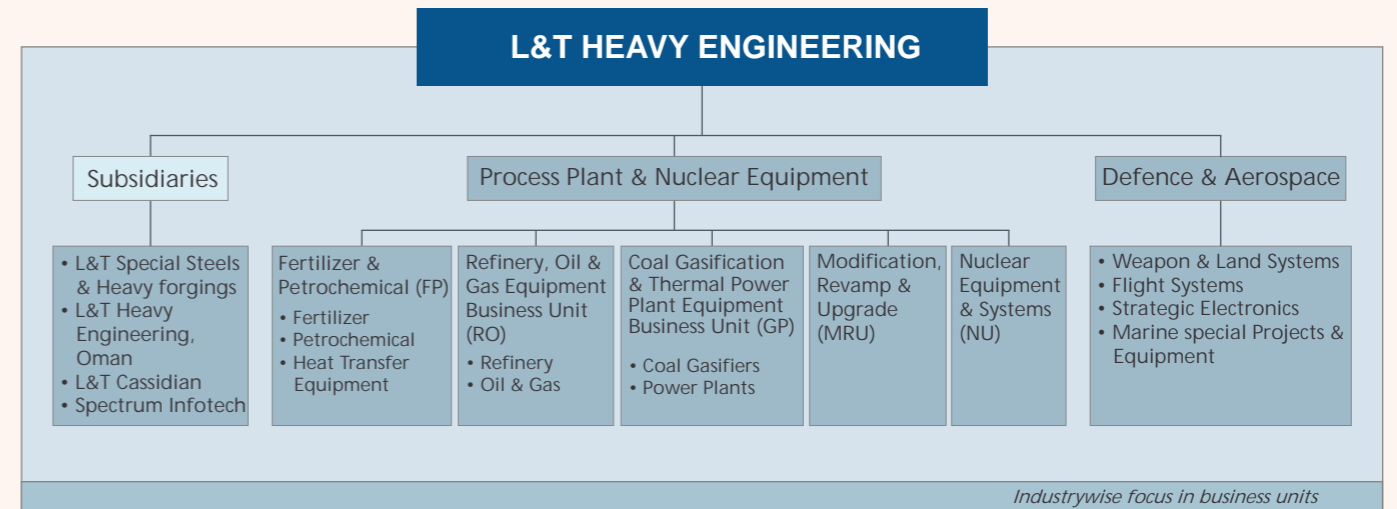 L&T HEAVY ENGINEERING
Subsidiaries
Process Plant & Nuclear Equipment
Defence & Aerospace
• L&T Special Steels
& Heavy forgings
• L&T Heavy
Engineering,
Oman
• L&T Cassidian
• Spectrum Infotech
Fertilizer &
Petrochemical (FP)
• Fertilizer
• Petrochemical
• Heat Transfer
Equipment
Refinery, Oil &
Gas Equipment
Business Unit
(RO)
• Refinery
• Oil & Gas
Coal Gasification
& Thermal Power
Plant Equipment
Business Unit (GP)
• Coal Gasifiers
• Power Plants
Modification,
Revamp &
Upgrade
(MRU)
Nuclear
Equipment
& Systems
(NU)
• Weapon & Land Systems
• Flight Systems
• Strategic Electronics
• Marine special Projects &
Equipment
Industrywise focus in business units